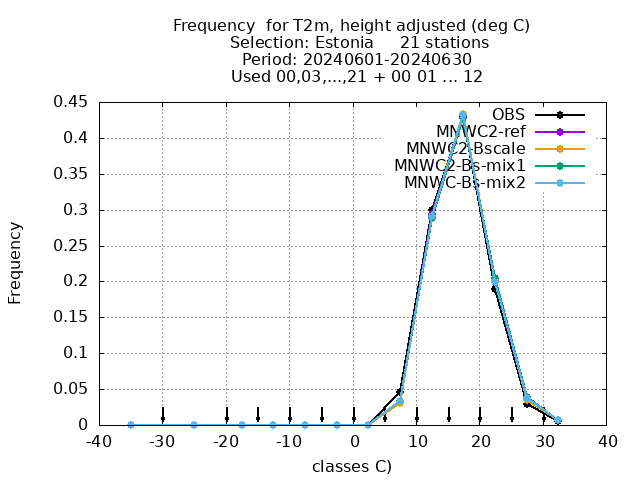 Frequency  for T2m, height adjusted (deg C)
Selection: Estonia     21 stations
Period: 20240601-20240630
Used 00,03,...,21 + 00 01 ... 12
OBS
MNWC2-ref
MNWC2-Bscale
MNWC2-Bs-mix1
MNWC-Bs-mix2
Frequency
0.45
0.4
0.35
0.3
0.25
0.2
0.15
0.1
0.05
0
-40 -30 -20 -10 0 10 20 30 40
classes C)